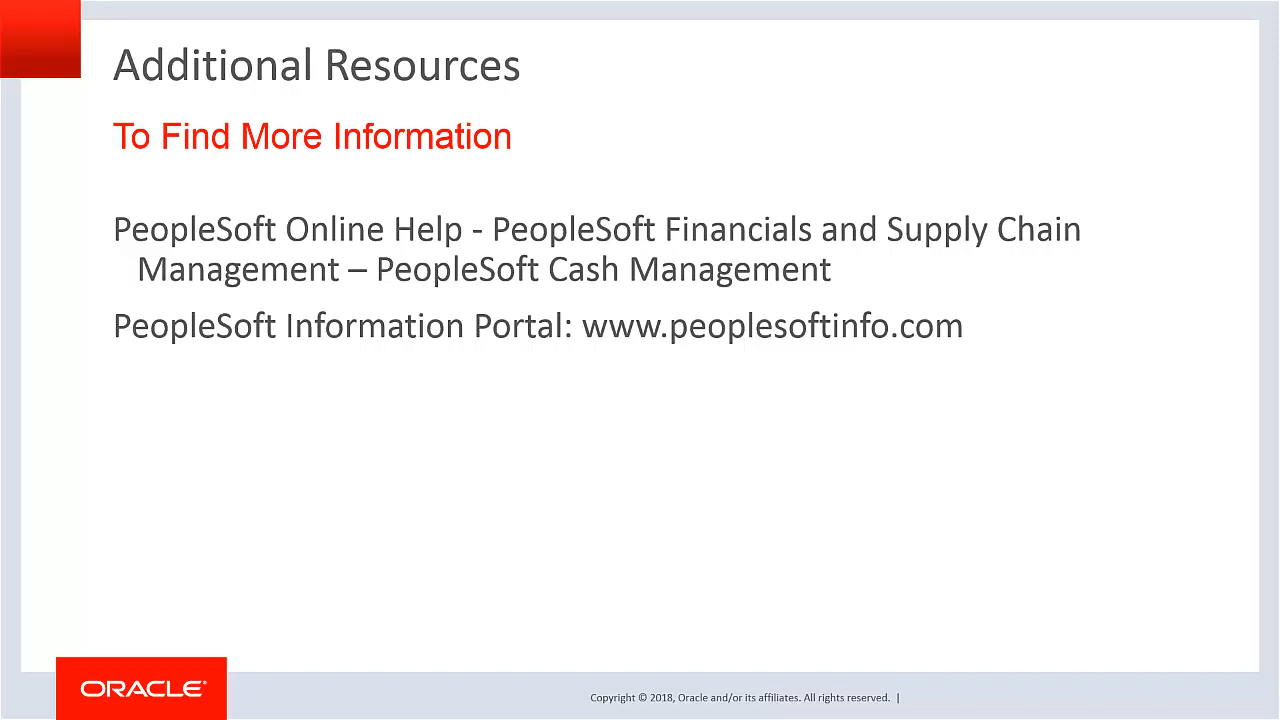 Additional Resources
To Find More Information
PeopleSoft Online Help - PeopleSoft Financials and Supply Chain
Management – PeopleSoft Cash Management
PeopleSoft Information Portal: www.peoplesoftinfo.com
ORACLE®
Copyright © 2018, Oracle and/or its affiliates. All rights reserved. |